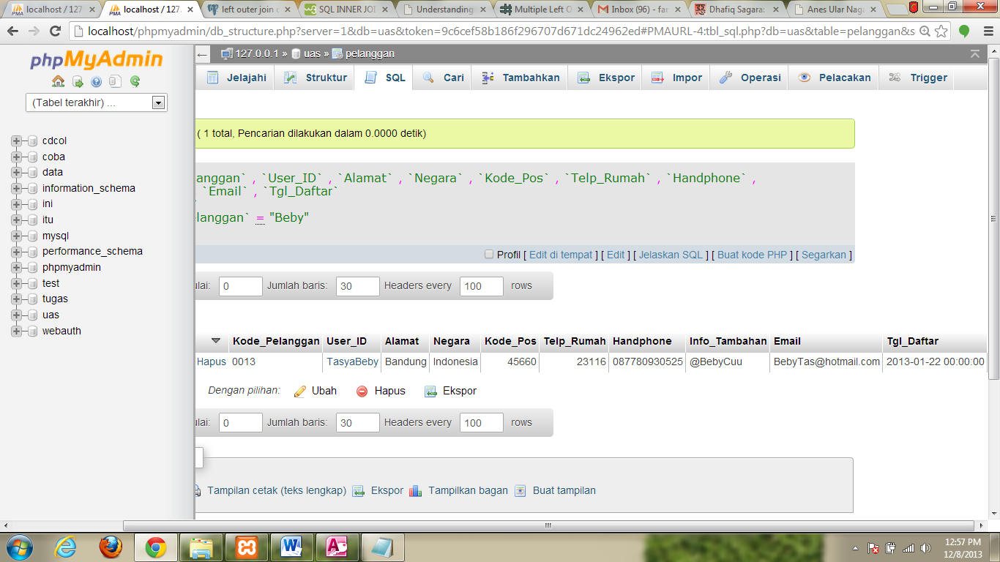 localhost / 127 localhost / 127. left outer join c SQL INNER JOI Understanding Multiple Left O Inbox (96) - far Dhafiq Sagara: Anes Ular Nag
localhost/phpmyadmin/db_structure.php?server=1&db=uas&token=9c6cef58b186f296707d671dc24962ed#PMAURL-4:tbl_sql.php?db=uas&table=pelanggan&s
phpMyAdmin
(Tabel terakhir) ...
cdcol
coba
data
information_schema
ini
itu
mysql
performance_schema
phpmyadmin
test
tugas
uas
webauth
127.0.0.1 » uas » pelanggan
Jelajahi Struktur SQL Cari Tambahkan Ekspor Impor Operasi Pelacakan Trigger
( 1 total, Pencarian dilakukan dalam 0.0000 detik)
anggan` , `User_ID` , `Alamat` , `Negara` , `Kode_Pos` , `Telp_Rumah` , `Handphone` ,
`Email` , `Tgl_Daftar`
langgan` = "Beby"
Profil [ Edit di tempat ] [ Edit ] [ Jelaskan SQL ] [ Buat kode PHP ] [ Segarkan ]
ulai: 0 Jumlah baris: 30 Headers every 100 rows
Kode_Pelanggan User_ID Alamat Negara Kode_Pos Telp_Rumah Handphone Info_Tambahan Email Tgl_Daftar
Hapus 0013 TasyaBeby Bandung Indonesia 45660 23116 087780930525 @BebyCuu BebyTas@hotmail.com 2013-01-22 00:00:00
Dengan pilihan: Ubah Hapus Ekspor
ulai: 0 Jumlah baris: 30 Headers every 100 rows
Tampilan cetak (teks lengkap) Ekspor Tampilkan bagan Buat tampilan
12:57 PM
12/8/2013